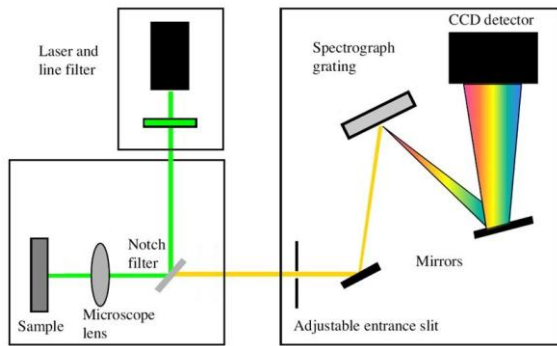 Laser and
line filter
Notch
filter
Sample
Microscope
lens
CCD detector
Spectrograph
grating
Mirrors
Adjustable entrance slit